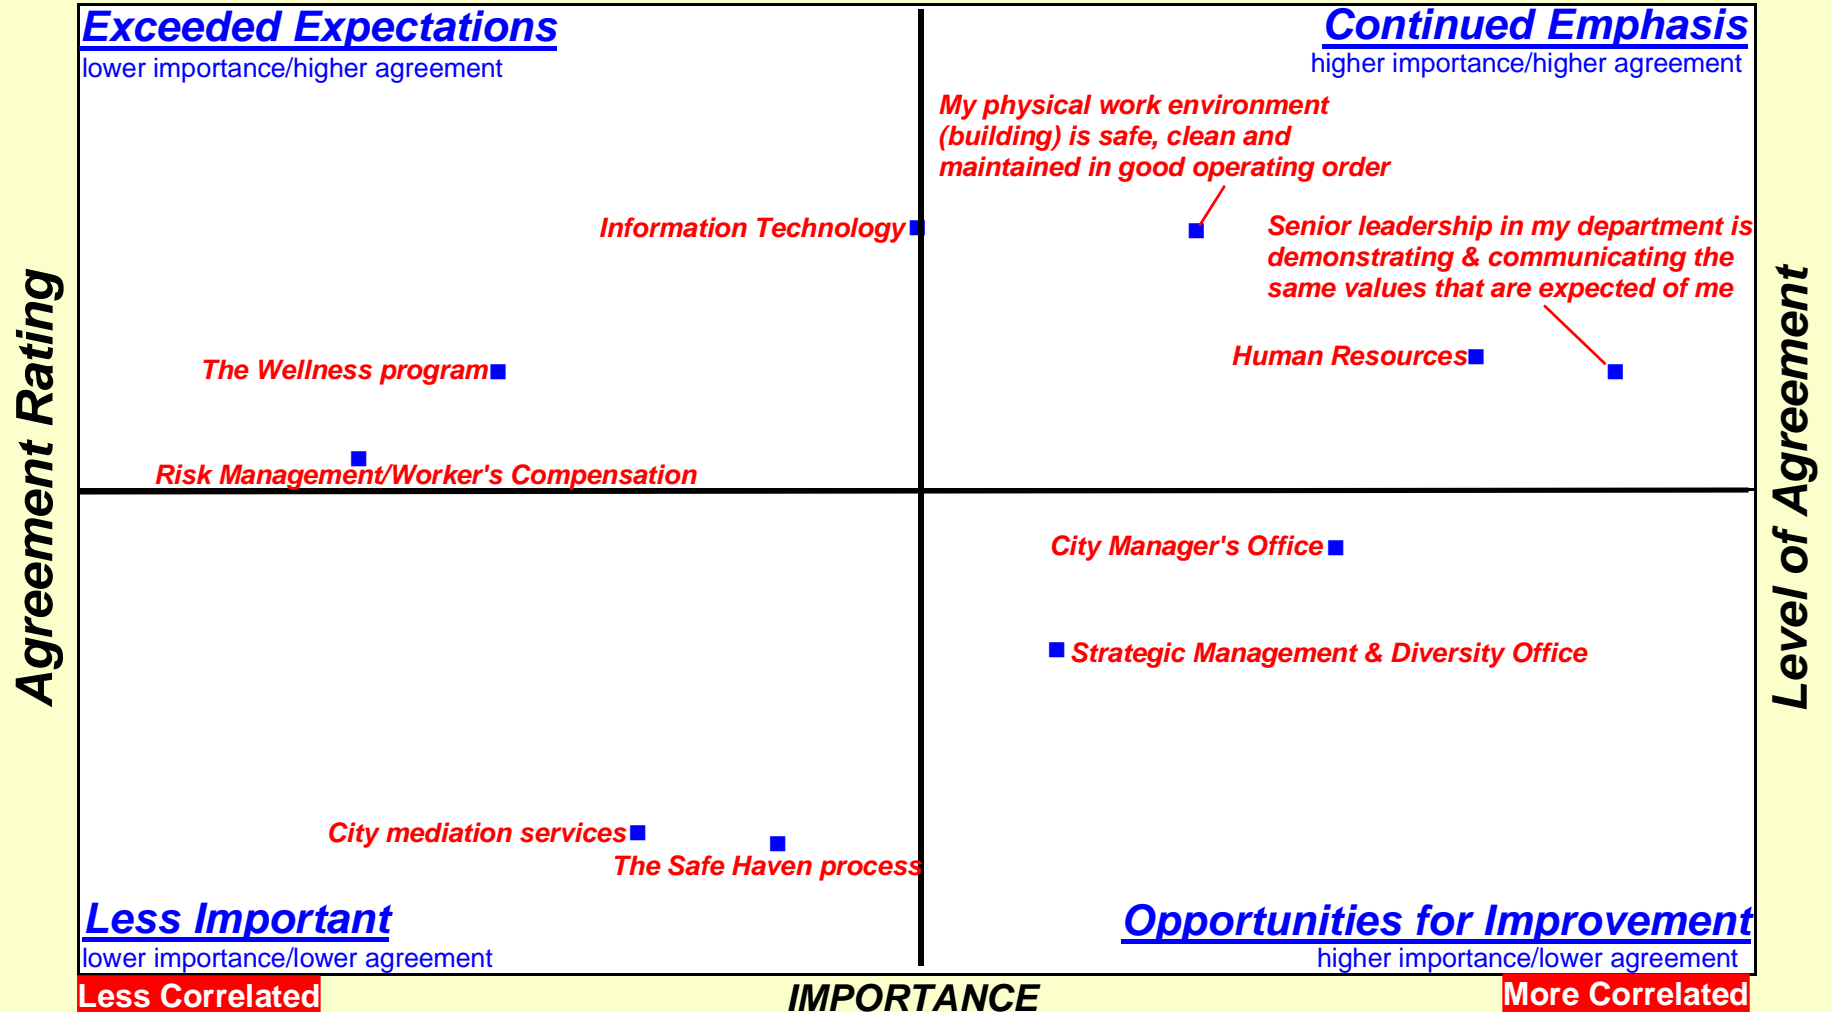 Exceeded Expectations
lower importance/higher agreement
Continued Emphasis
higher importance/higher agreement
My physical work environment
(building) is safe, clean and
maintained in good operating order
Information Technology
Senior leadership in my department is
demonstrating & communicating the
same values that are expected of me
Human Resources
The Wellness program
Risk Management/Worker's Compensation
Agreement Rating
Level of Agreement
City Manager's Office
Strategic Management & Diversity Office
City mediation services
The Safe Haven process
Less Important
lower importance/lower agreement
Opportunities for Improvement
higher importance/lower agreement
Less Correlated
IMPORTANCE
More Correlated